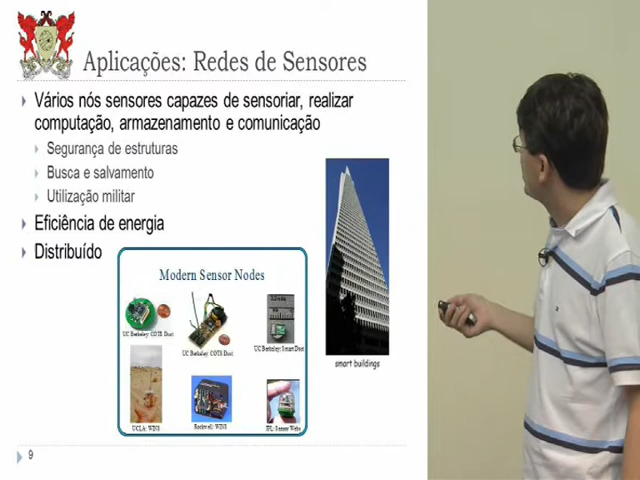 Aplicações: Redes de Sensores
Vários nós sensores capazes de sensoriar, realizar
computação, armazenamento e comunicação
Segurança de estruturas
Busca e salvamento
Utilização militar
Eficiência de energia
Distribuído
Modern Sensor Nodes
UC Berkeley: COTS Dust
UC Berkeley: COTS Dust
UC Berkeley: Smart Dust
UCLA: WINS
Rockwell: WINS
JPL: Sensor Webs
smart buildings
9